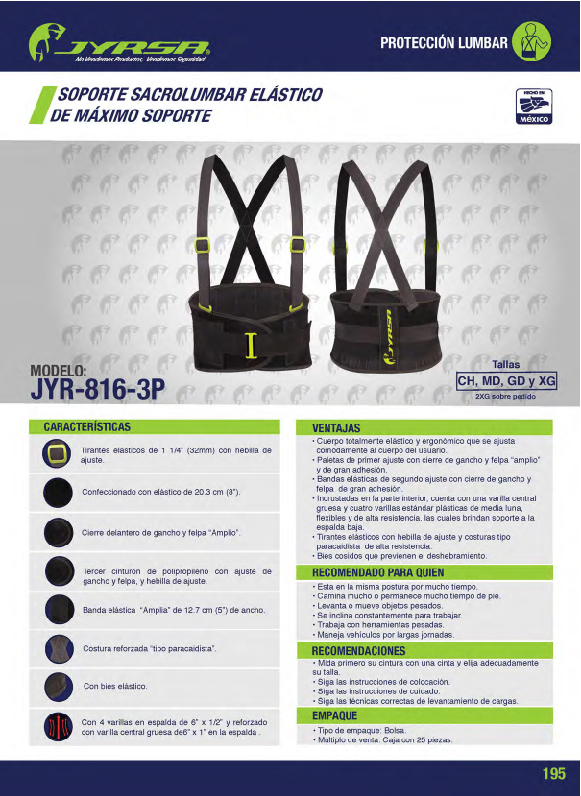 JYRSA®
No Vendemos Productos, Vendemos Seguridad
PROTECCIÓN LUMBAR
SOPORTE SACROLUMBAR ELÁSTICO
DE MÁXIMO SOPORTE
HECHO EN
MÉXICO
JYRSA
MODELO:
JYR-816-3P
Tallas
CH, MD, GD y XG
2XG sobre pedido
CARACTERÍSTICAS
Tirantes elásticos de 1 1/4" (32mm) con hebilla de
ajuste.
Confeccionado con elástico de 20.3 cm (8").
Cierre delantero de gancho y felpa "Amplio".
Tercer cinturón de polipropileno con ajuste de
gancho y felpa, y hebilla de ajuste.
Banda elástica "Amplia" de 12.7 cm (5") de ancho.
Costura reforzada "tipo paracaidista".
Con bies elástico.
Con 4 varillas en espalda de 6" x 1/2" y reforzado
con varilla central gruesa de6" x 1" en la espalda .
VENTAJAS
• Cuerpo totalmente elástico y ergonómico que se ajusta
cómodamente al cuerpo del usuario.
• Paletas de primer ajuste con cierre de gancho y felpa "amplio"
y de gran adhesión.
• Bandas elásticas de segundo ajuste con cierre de gancho y
felpa de gran adhesión.
• Incrustadas en la parte interior, cuenta con una varilla central
gruesa y cuatro varillas estándar plásticas de media luna,
flexibles y de alta resistencia, las cuales brindan soporte a la
espalda baja.
• Tirantes elásticos con hebilla de ajuste y costuras tipo
paracaidista de alta resistencia.
• Bies cosidos que previenen el deshebramiento.
RECOMENDADO PARA QUIEN
• Esta en la misma postura por mucho tiempo.
• Camina mucho o permanece mucho tiempo de pie.
• Levanta o mueve objetos pesados.
• Se inclina constantemente para trabajar.
• Trabaja con herramientas pesadas.
• Maneja vehículos por largas jornadas.
RECOMENDACIONES
• Mida primero su cintura con una cinta y elija adecuadamente
su talla.
• Siga las instrucciones de colocación.
• Siga las instrucciones de cuidado.
• Siga las técnicas correctas de levantamiento de cargas.
EMPAQUE
• Tipo de empaque: Bolsa.
• Múltiplo de venta: Caja con 25 piezas.
195